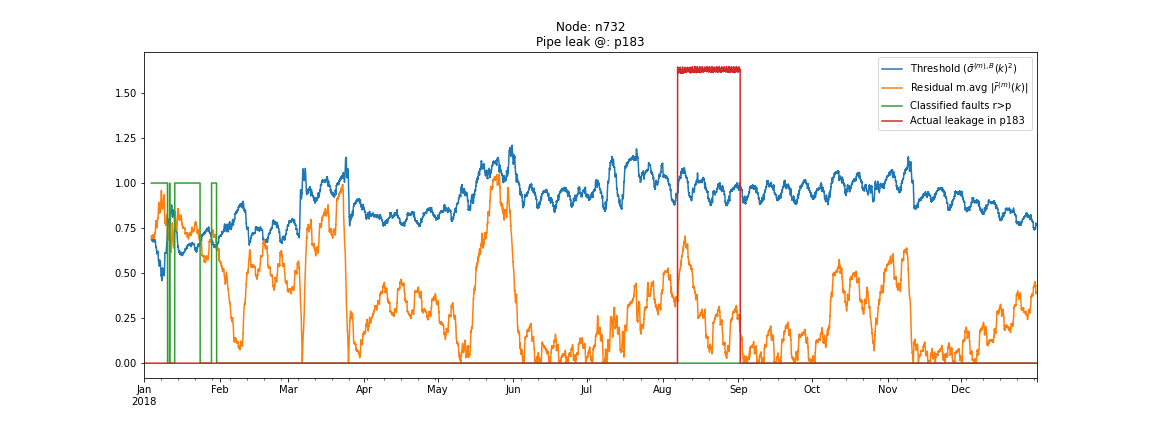 Node: n732
Pipe leak @: p183
Threshold (σ̄⁽ᵐ⁾,ᴮ(k)²)
Residual m.avg |r̄⁽ᵐ⁾(k)|
Classified faults r>p
Actual leakage in p183
1.50
1.25
1.00
0.75
0.50
0.25
0.00
Jan Feb Mar Apr May Jun Jul Aug Sep Oct Nov Dec
2018